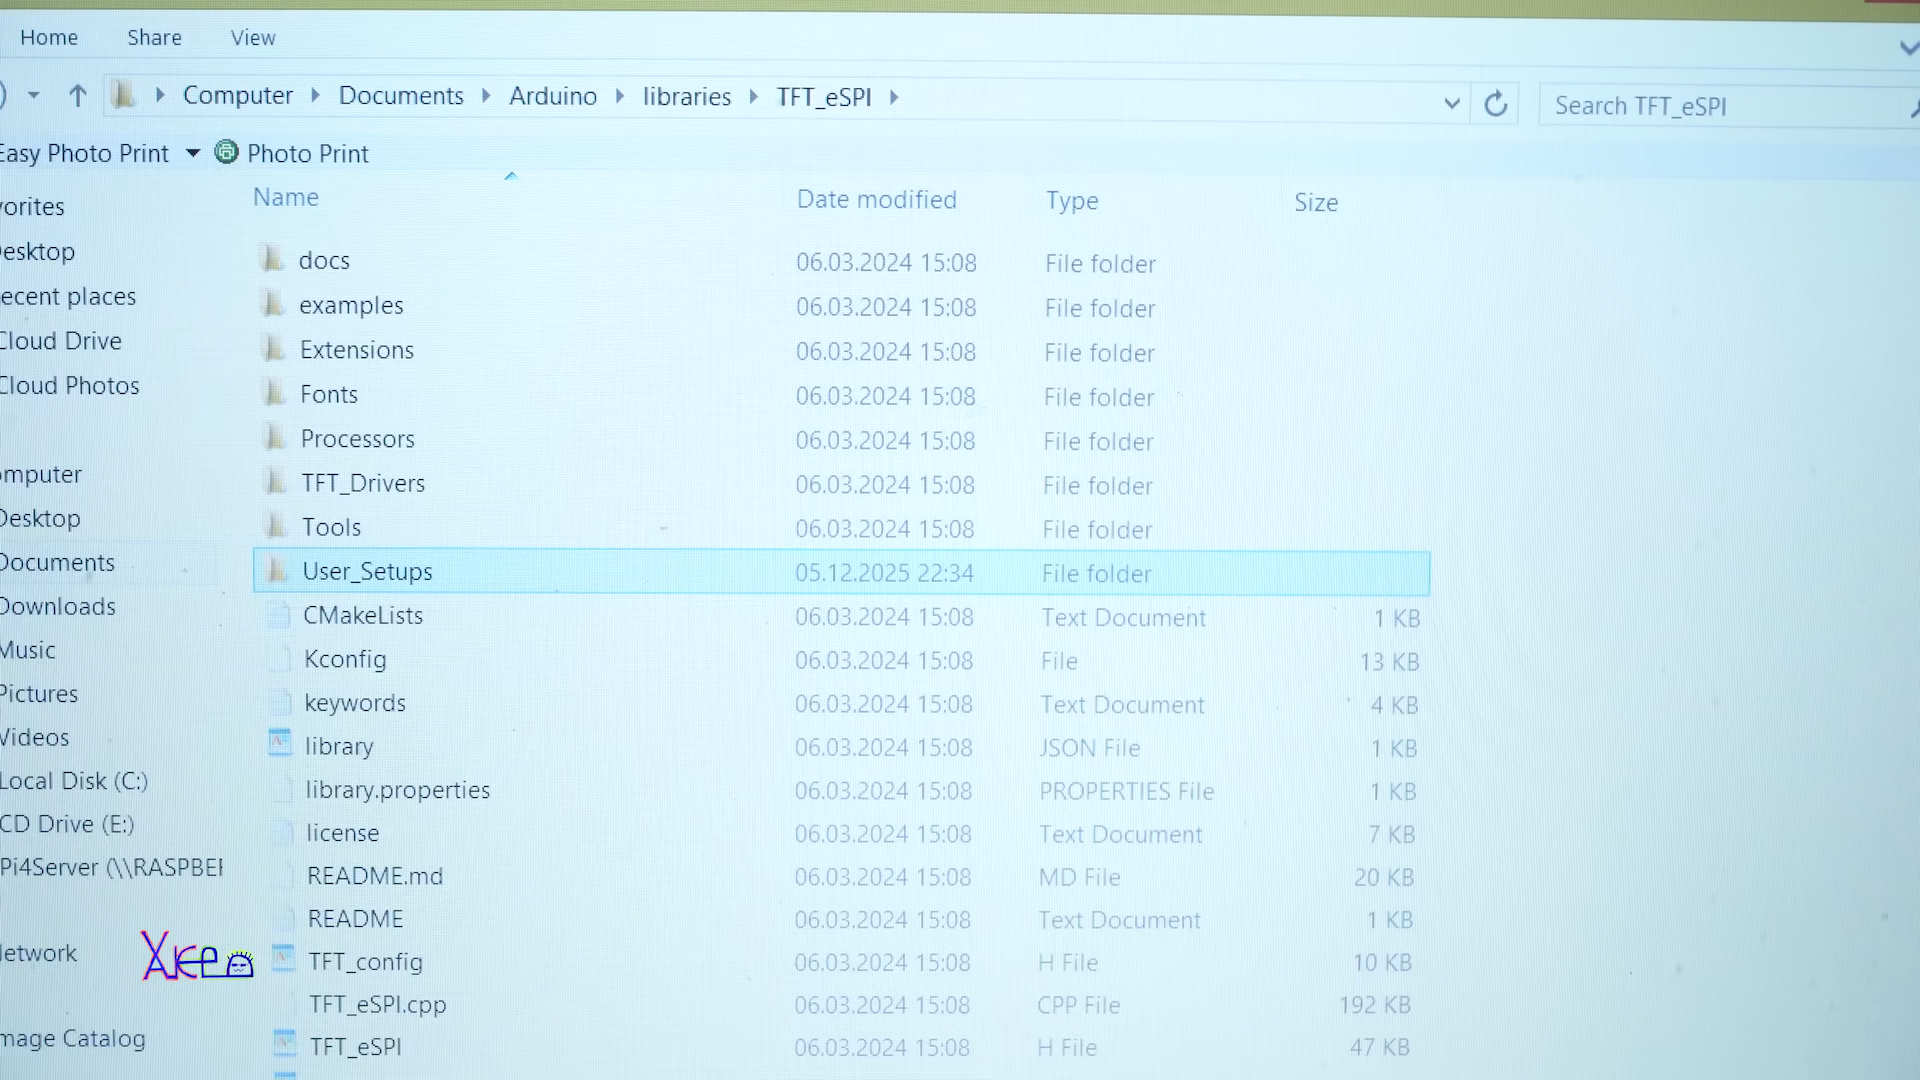 Home Share View
Computer Documents Arduino libraries TFT_eSPI
Search TFT_eSPI
Easy Photo Print Photo Print
Name Date modified Type Size
vorites
Desktop
ecent places
Cloud Drive
Cloud Photos
omputer
Desktop
Documents
Downloads
Music
Pictures
Videos
Local Disk (C:)
CD Drive (E:)
Pi4Server (\\RASPBER
Network
mage Catalog
docs 06.03.2024 15:08 File folder
examples 06.03.2024 15:08 File folder
Extensions 06.03.2024 15:08 File folder
Fonts 06.03.2024 15:08 File folder
Processors 06.03.2024 15:08 File folder
TFT_Drivers 06.03.2024 15:08 File folder
Tools 06.03.2024 15:08 File folder
User_Setups 05.12.2025 22:34 File folder
CMakeLists 06.03.2024 15:08 Text Document 1 KB
Kconfig 06.03.2024 15:08 File 13 KB
keywords 06.03.2024 15:08 Text Document 4 KB
library 06.03.2024 15:08 JSON File 1 KB
library.properties 06.03.2024 15:08 PROPERTIES File 1 KB
license 06.03.2024 15:08 Text Document 7 KB
README.md 06.03.2024 15:08 MD File 20 KB
README 06.03.2024 15:08 Text Document 1 KB
TFT_config 06.03.2024 15:08 H File 10 KB
TFT_eSPI.cpp 06.03.2024 15:08 CPP File 192 KB
TFT_eSPI 06.03.2024 15:08 H File 47 KB